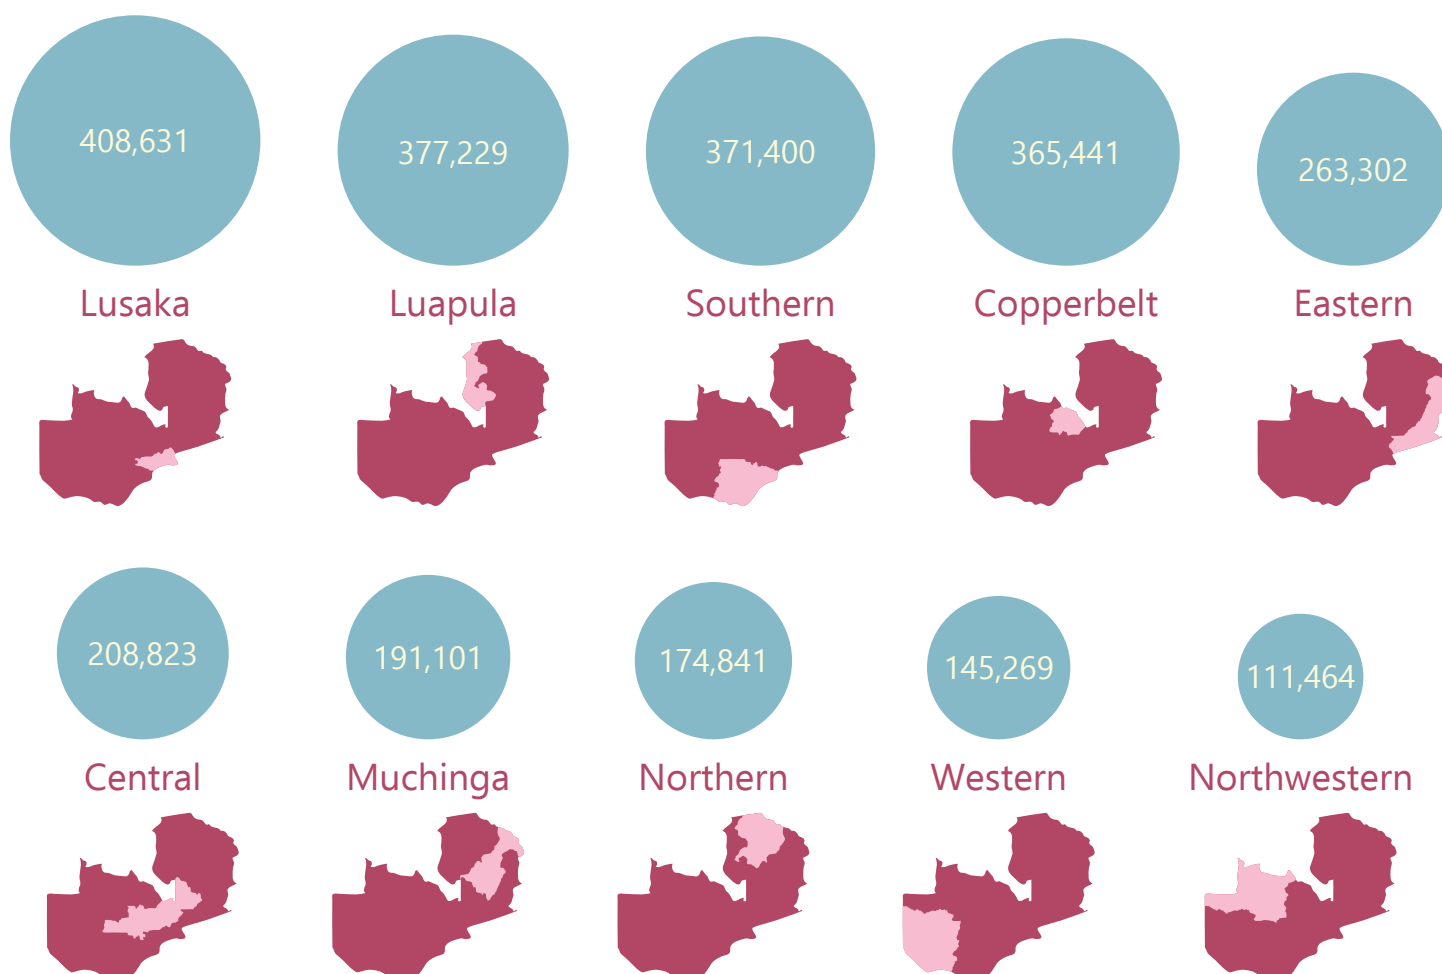 408,631
377,229
371,400
365,441
263,302
Lusaka
Luapula
Southern
Copperbelt
Eastern
208,823
191,101
174,841
145,269
111,464
Central
Muchinga
Northern
Western
Northwestern